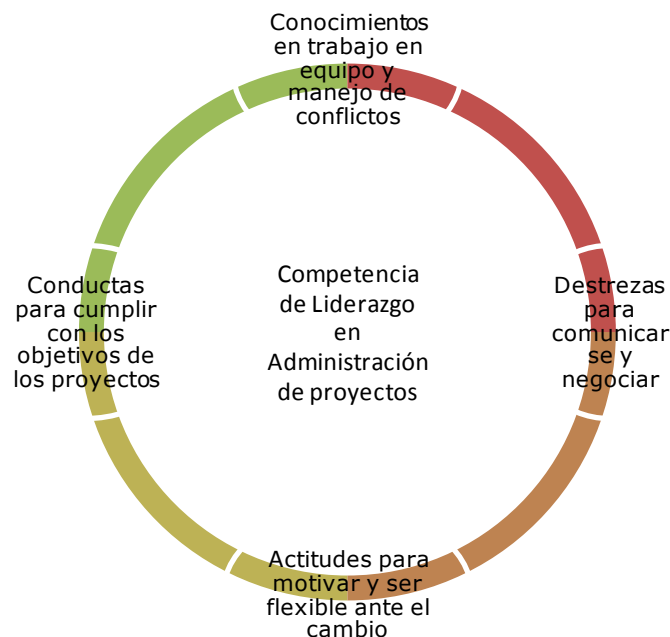 Conocimientos
en trabajo en
equipo y
manejo de
conflictos
Competencia
de Liderazgo
en
Administración
de proyectos
Destrezas
para
comunicar
se y
negociar
Actitudes para
motivar y ser
flexible ante el
cambio
Conductas
para cumplir
con los
objetivos de
los proyectos